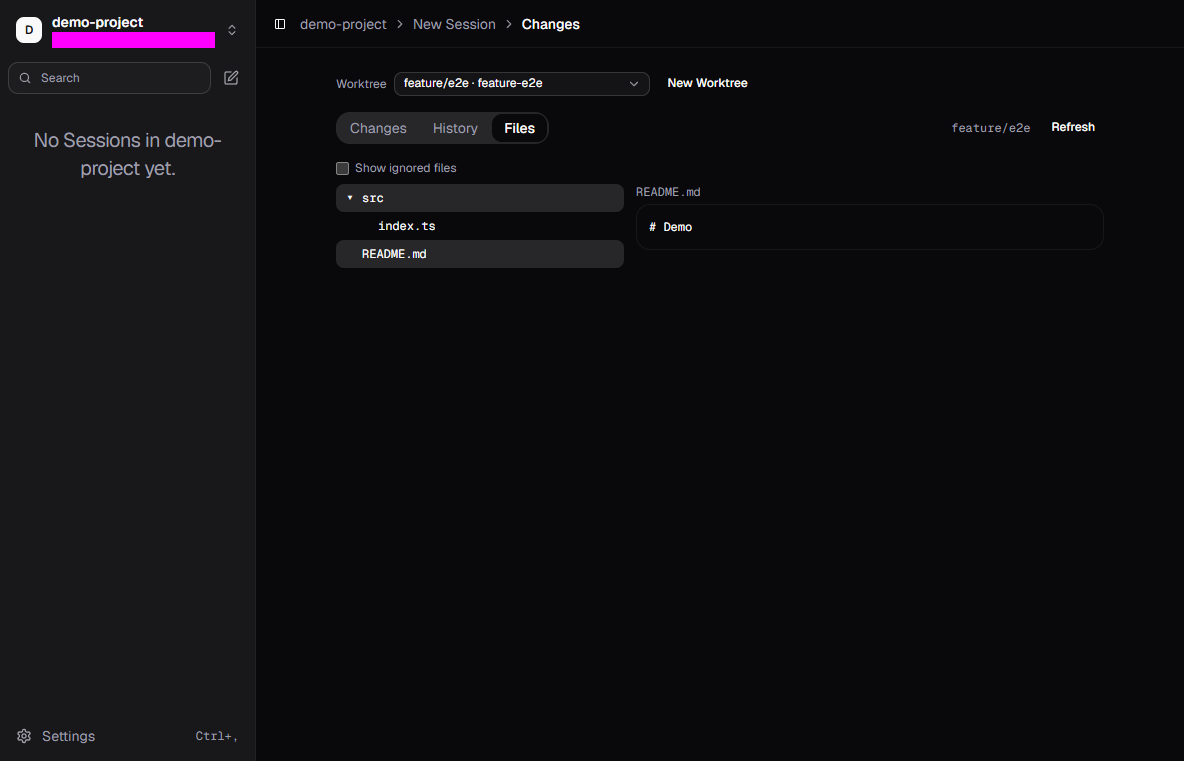 D
demo-project
Search
No Sessions in demo-
project yet.
Settings
Ctrl+,
demo-project > New Session > Changes
Worktree
feature/e2e · feature-e2e
New Worktree
Changes
History
Files
feature/e2e
Refresh
Show ignored files
src
index.ts
README.md
README.md
# Demo